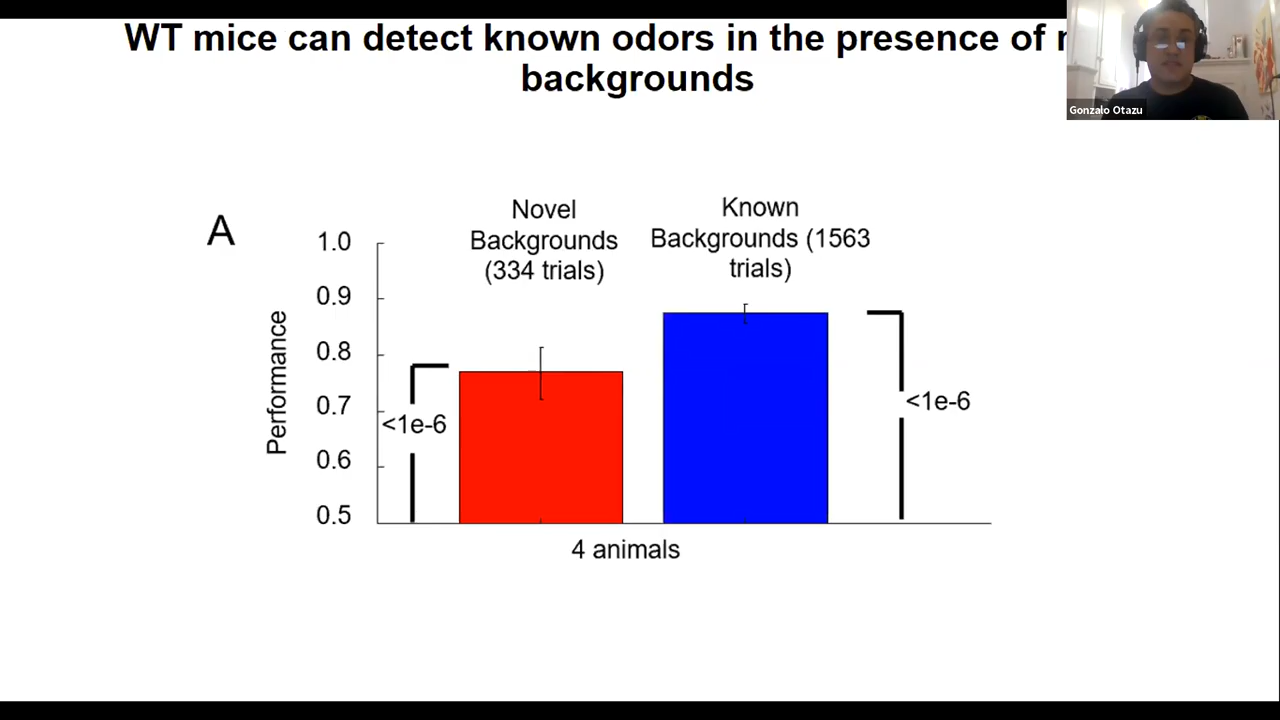 WT mice can detect known odors in the presence of
backgrounds
Gonzalo Otazu
A
Novel
Backgrounds
(334 trials)
Known
Backgrounds (1563
trials)
1.0
0.9
0.8
0.7
0.6
0.5
Performance
<1e-6
<1e-6
4 animals